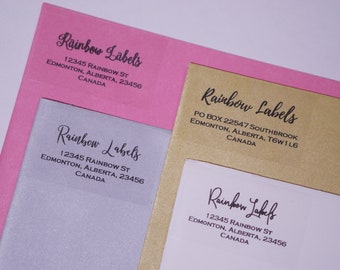 Rainbow Labels
12345 Rainbow St
Edmonton, Alberta, 23456
Canada
Rainbow Labels
PO Box 22547 Southbrook
Edmonton, Alberta, T6W1L6
Canada
Rainbow Labels
12345 Rainbow St
Edmonton, Alberta, 23456
Canada
Rainbow Labels
12345 Rainbow St
Edmonton, Alberta, 23456
Canada